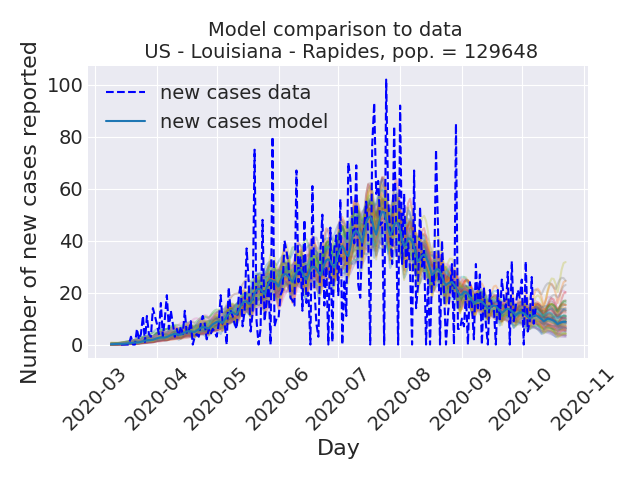 Model comparison to data
US - Louisiana - Rapides, pop. = 129648
Number of new cases reported
100
80
60
40
20
0
new cases data
new cases model
2020-03
2020-04
2020-05
2020-06
2020-07
2020-08
2020-09
2020-10
2020-11
Day